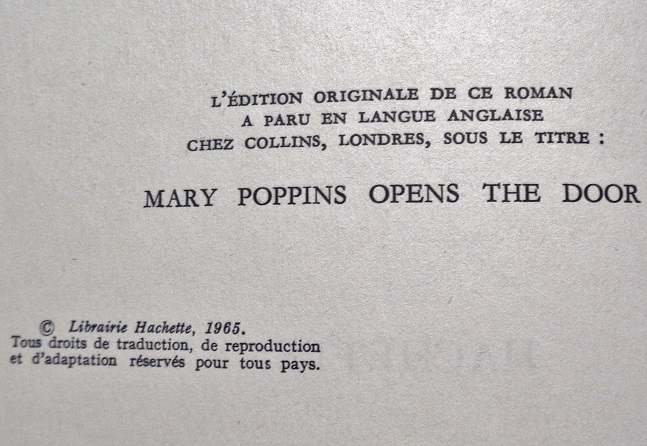 L'ÉDITION ORIGINALE DE CE ROMAN
A PARU EN LANGUE ANGLAISE
CHEZ COLLINS, LONDRES, SOUS LE TITRE :
MARY POPPINS OPENS THE DOOR
© Librairie Hachette, 1965.
Tous droits de traduction, de reproduction
et d'adaptation réservés pour tous pays.